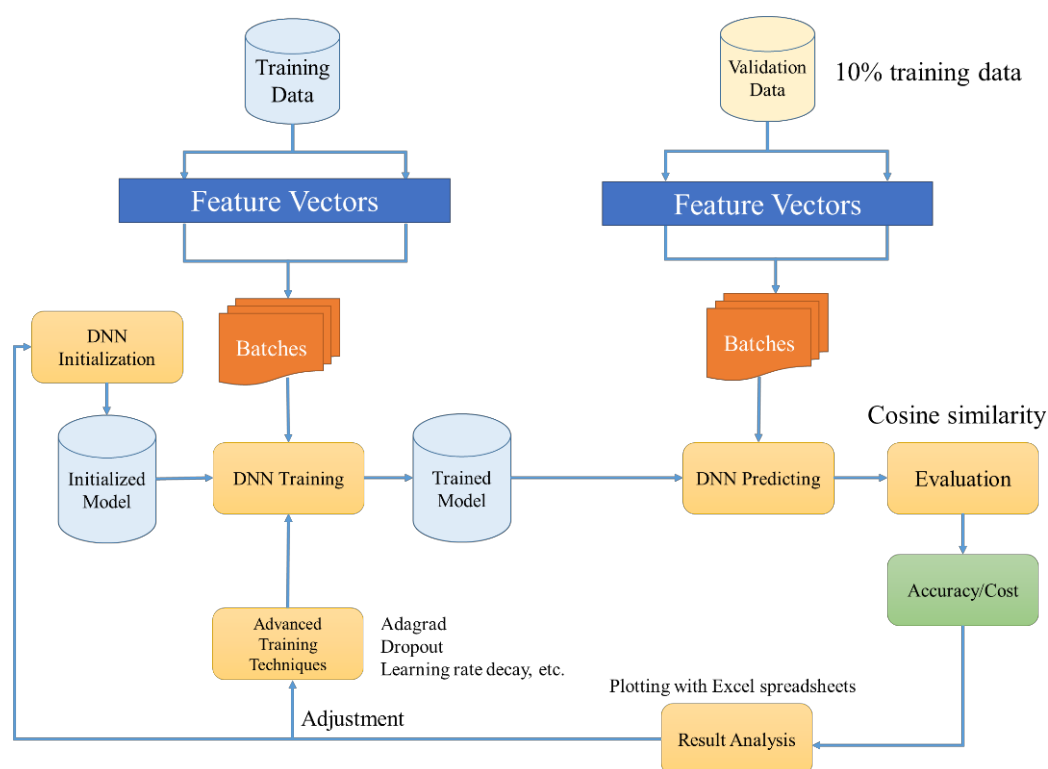 Training
Data
Validation
Data
10% training data
Feature Vectors
Feature Vectors
DNN
Initialization
Batches
Batches
Cosine similarity
Initialized
Model
DNN Training
Trained
Model
DNN Predicting
Evaluation
Accuracy/Cost
Advanced
Training
Techniques
Adagrad
Dropout
Learning rate decay, etc.
Plotting with Excel spreadsheets
Adjustment
Result Analysis